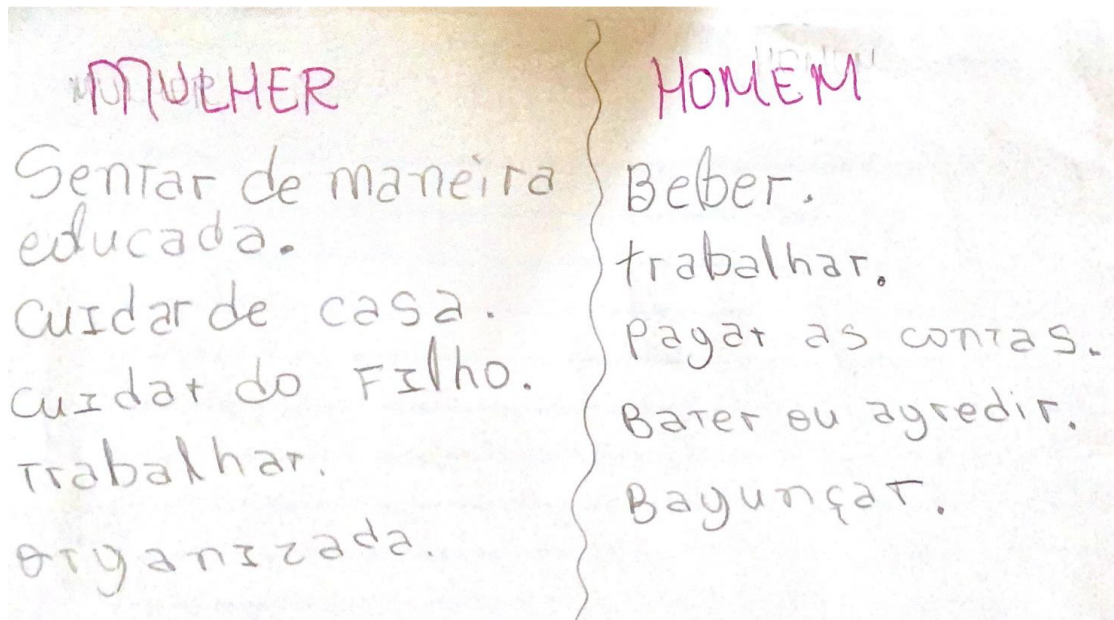 MULHER
Sentar de maneira
educada.
cuidar de casa.
cuidar do Filho.
Trabalhar.
organizada.
HOMEM
Beber.
trabalhar.
Pagar as contas.
Bater ou agredir.
Bagunçar.